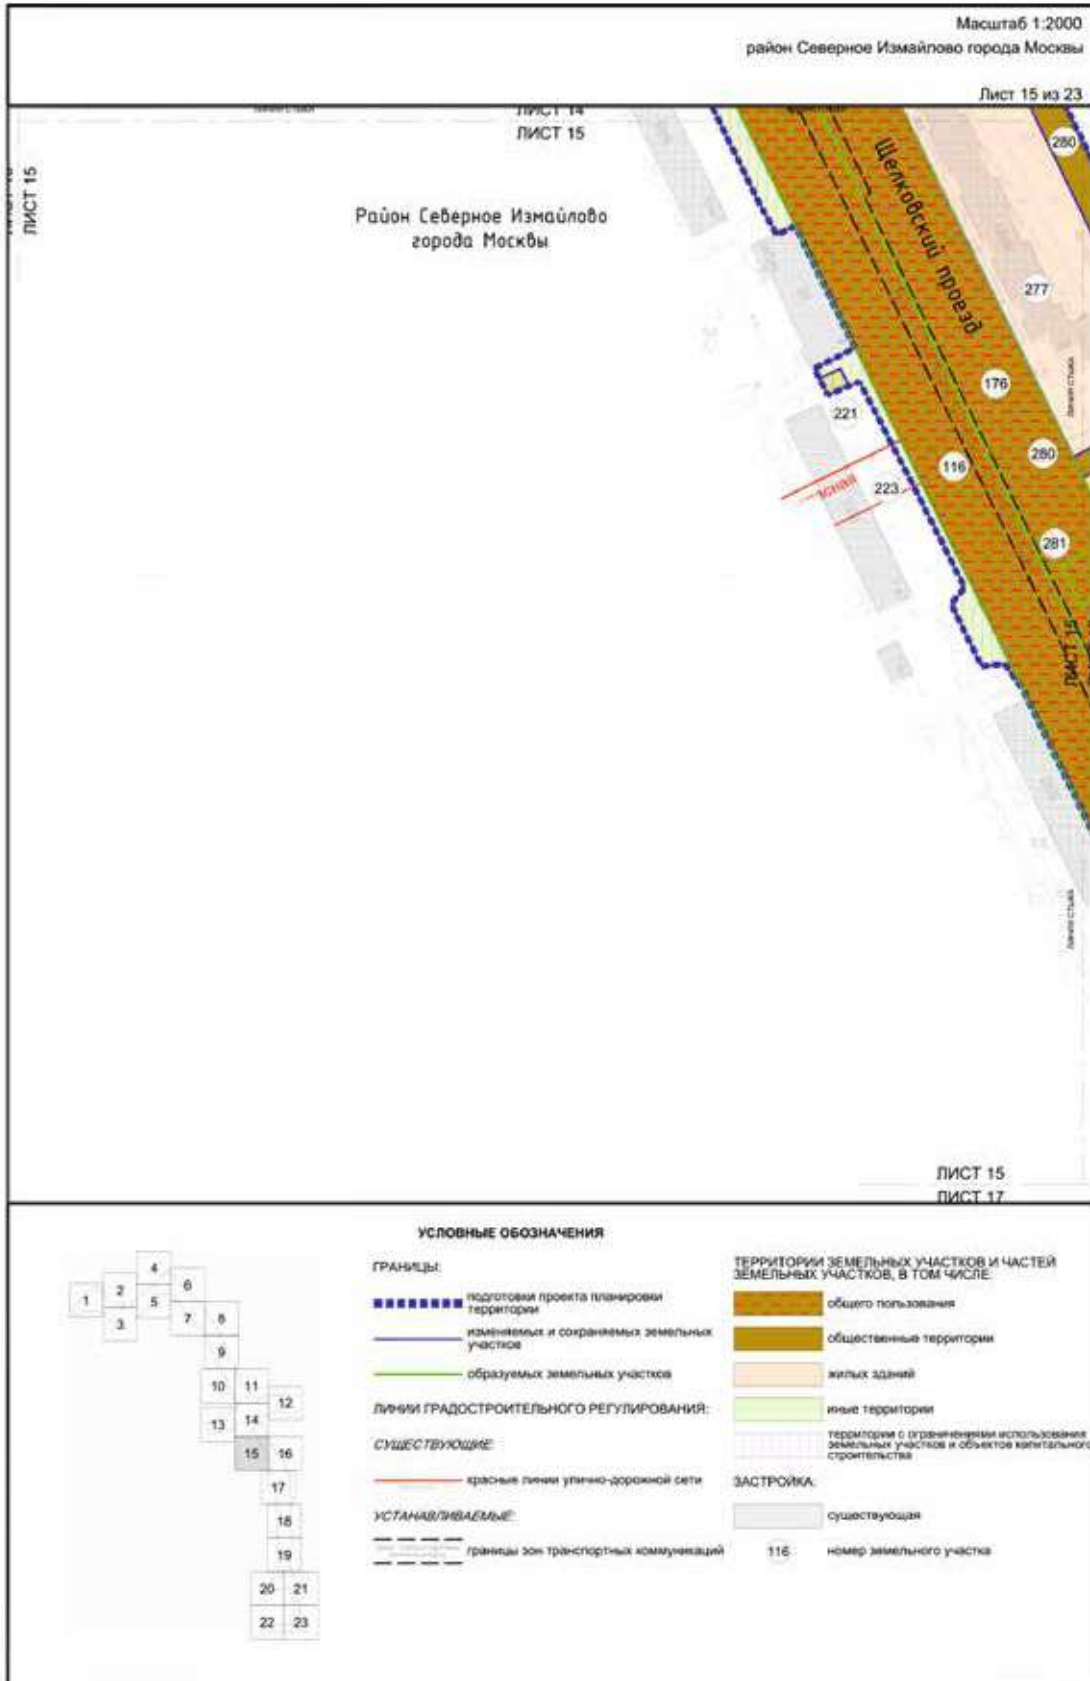 Масштаб 1:2000
район Северное Измайлово города Москвы
Лист 15 из 23
ЛИСТ 14
ЛИСТ 15
ЛИСТ 15
Район Северное Измайлово
города Москвы
Щелковский проезд
280
277
линия стыка
176
221
280
116
223
281
ЛИСТ 15
линия стыка
ЛИСТ 15
ЛИСТ 17
УСЛОВНЫЕ ОБОЗНАЧЕНИЯ
ГРАНИЦЫ:
подготовки проекта планировки
территории
изменяемых и сохраняемых земельных
участков
образуемых земельных участков
ЛИНИИ ГРАДОСТРОИТЕЛЬНОГО РЕГУЛИРОВАНИЯ:
СУЩЕСТВУЮЩИЕ:
красные линии улично-дорожной сети
УСТАНАВЛИВАЕМЫЕ:
границы зон транспортных коммуникаций
ТЕРРИТОРИИ ЗЕМЕЛЬНЫХ УЧАСТКОВ И ЧАСТЕЙ
ЗЕМЕЛЬНЫХ УЧАСТКОВ, В ТОМ ЧИСЛЕ:
общего пользования
общественные территории
жилых зданий
иные территории
территории с ограничениями использования
земельных участков и объектов капитального
строительства
ЗАСТРОЙКА:
существующая
116 номер земельного участка
4
2
6
1
5
3
7
8
9
10
11
12
13
14
15
16
17
18
19
20
21
22
23